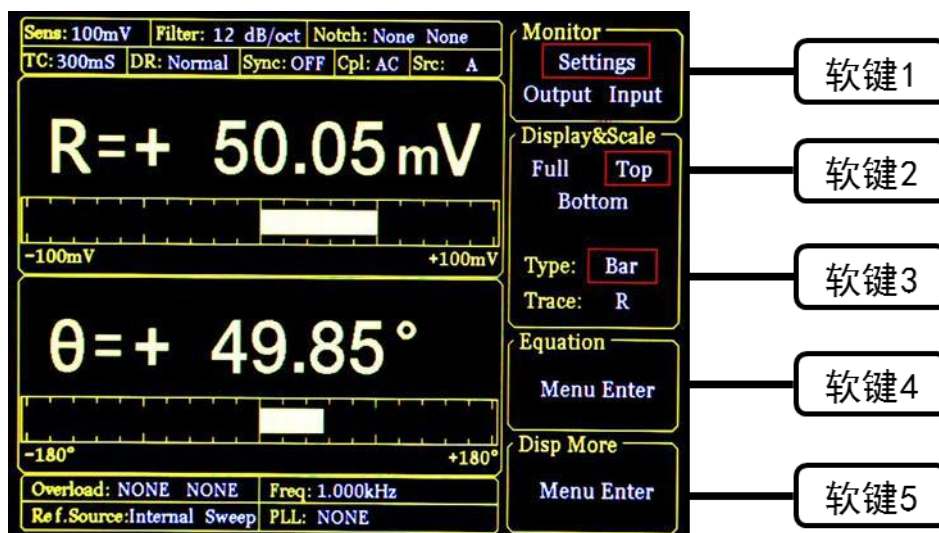 Sens: 100mV Filter: 12 dB/oct Notch: None None
TC: 300mS DR: Normal Sync: OFF Cpl: AC Src: A
R=+ 50.05 mV
-100mV +100mV
θ=+ 49.85°
-180° +180°
Overload: NONE NONE Freq: 1.000kHz
Ref.Source:Internal Sweep PLL: NONE
Monitor
Settings
Output Input
Display&Scale
Full Top
Bottom
Type: Bar
Trace: R
Equation
Menu Enter
Disp More
Menu Enter
软键1
软键2
软键3
软键4
软键5